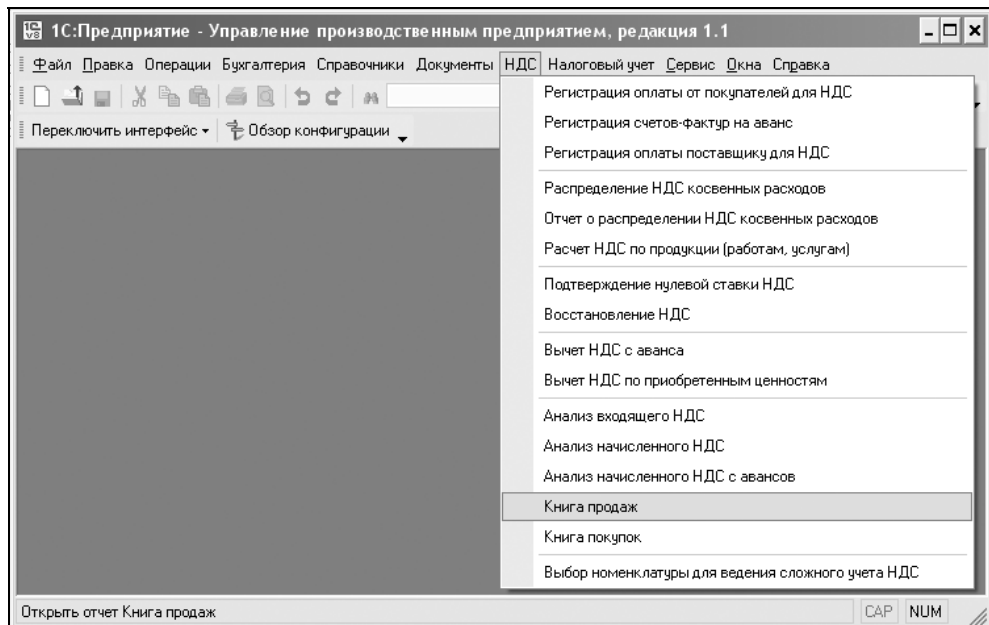 1С:Предприятие - Управление производственным предприятием, редакция 1.1
Файл Правка Операции Бухгалтерия Справочники Документы НДС Налоговый учет Сервис Окна Справка
Переключить интерфейс Обзор конфигурации
Регистрация оплаты от покупателей для НДС
Регистрация счетов-фактур на аванс
Регистрация оплаты поставщику для НДС
Распределение НДС косвенных расходов
Отчет о распределении НДС косвенных расходов
Расчет НДС по продукции (работам, услугам)
Подтверждение нулевой ставки НДС
Восстановление НДС
Вычет НДС с аванса
Вычет НДС по приобретенным ценностям
Анализ входящего НДС
Анализ начисленного НДС
Анализ начисленного НДС с авансов
Книга продаж
Книга покупок
Выбор номенклатуры для ведения сложного учета НДС
Открыть отчет Книга продаж CAP NUM